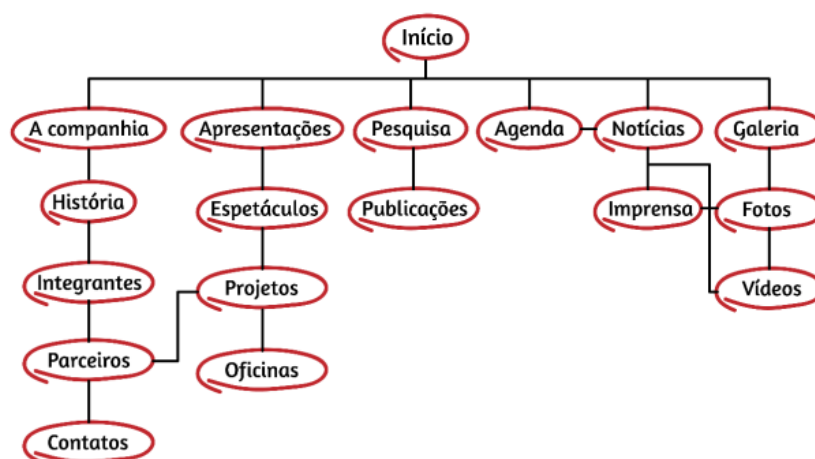 Início
A companhia
Apresentações
Pesquisa
Agenda
Notícias
Galeria
História
Espetáculos
Publicações
Imprensa
Fotos
Integrantes
Projetos
Vídeos
Parceiros
Oficinas
Contatos